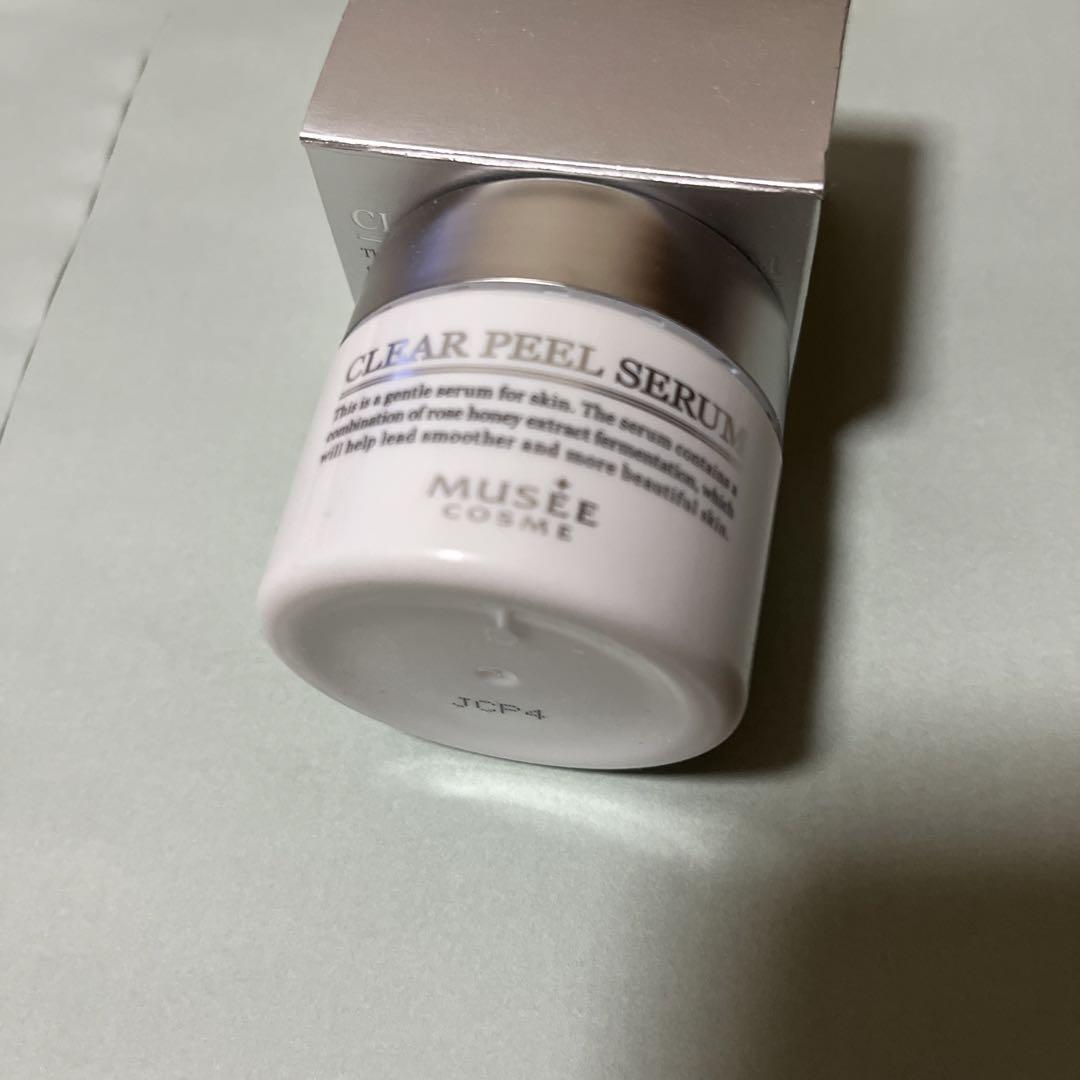 CLEAR PEEL SERUM
This is a gentle serum for skin. The serum contains a
combination of rose honey extract fermentation, which
will help lead smoother and more beautiful skin.
MUSÉE
COSME
JCP4